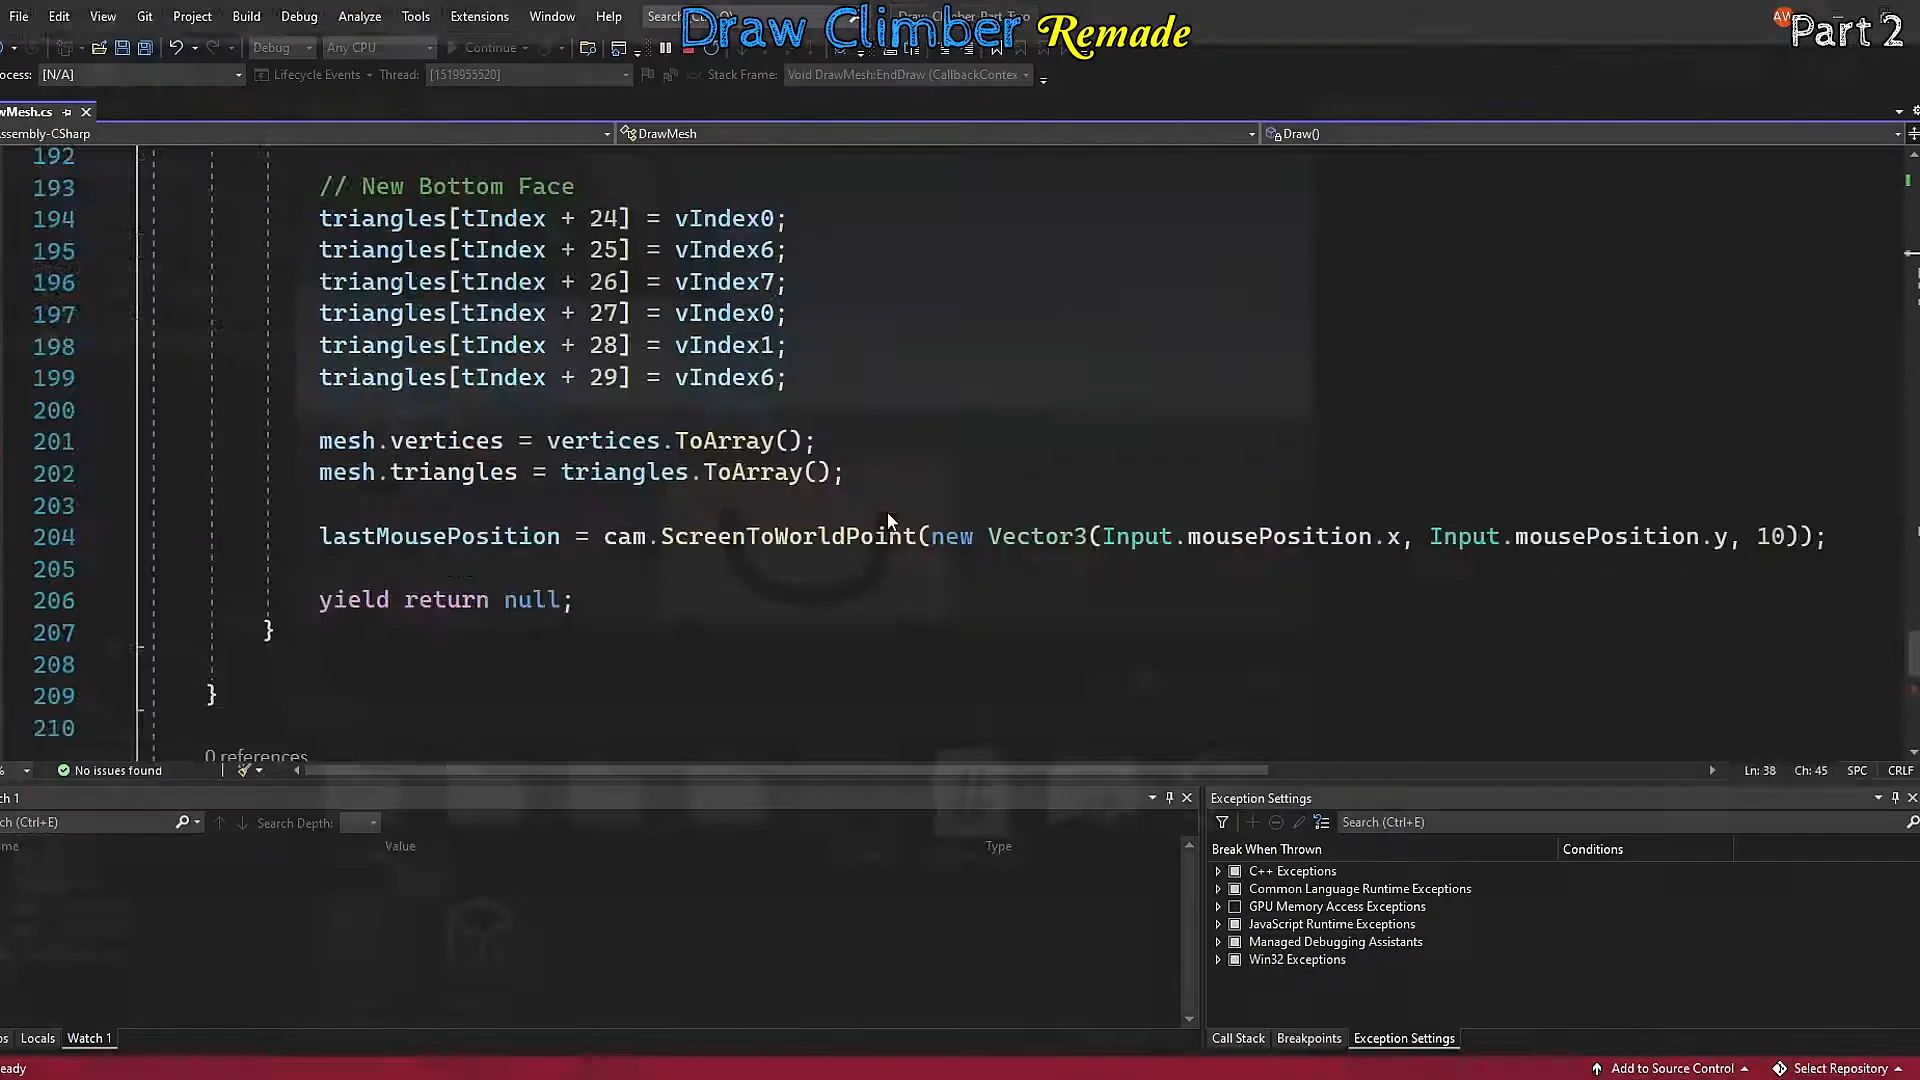 File Edit View Git Project Build Debug Analyze Tools Extensions Window Help Search (Ctrl+Q)
Draw Climber Remade
Part 2
Debug Any CPU Continue
ocess: [N/A] Lifecycle Events Thread: [1519955520] Stack Frame: Void DrawMesh:EndDraw (CallbackContex
wMesh.cs
ssembly-CSharp DrawMesh Draw()
192
193 // New Bottom Face
194 triangles[tIndex + 24] = vIndex0;
195 triangles[tIndex + 25] = vIndex6;
196 triangles[tIndex + 26] = vIndex7;
197 triangles[tIndex + 27] = vIndex0;
198 triangles[tIndex + 28] = vIndex1;
199 triangles[tIndex + 29] = vIndex6;
200
201 mesh.vertices = vertices.ToArray();
202 mesh.triangles = triangles.ToArray();
203
204 lastMousePosition = cam.ScreenToWorldPoint(new Vector3(Input.mousePosition.x, Input.mousePosition.y, 10));
205
206 yield return null;
207 }
208
209 }
210
0 references
% No issues found Ln: 38 Ch: 45 SPC CRLF
tch 1
rch (Ctrl+E) Search Depth:
me Value Type
Exception Settings
Search (Ctrl+E)
Break When Thrown Conditions
C++ Exceptions
Common Language Runtime Exceptions
GPU Memory Access Exceptions
JavaScript Runtime Exceptions
Managed Debugging Assistants
Win32 Exceptions
os Locals Watch 1
Call Stack Breakpoints Exception Settings
eady Add to Source Control Select Repository